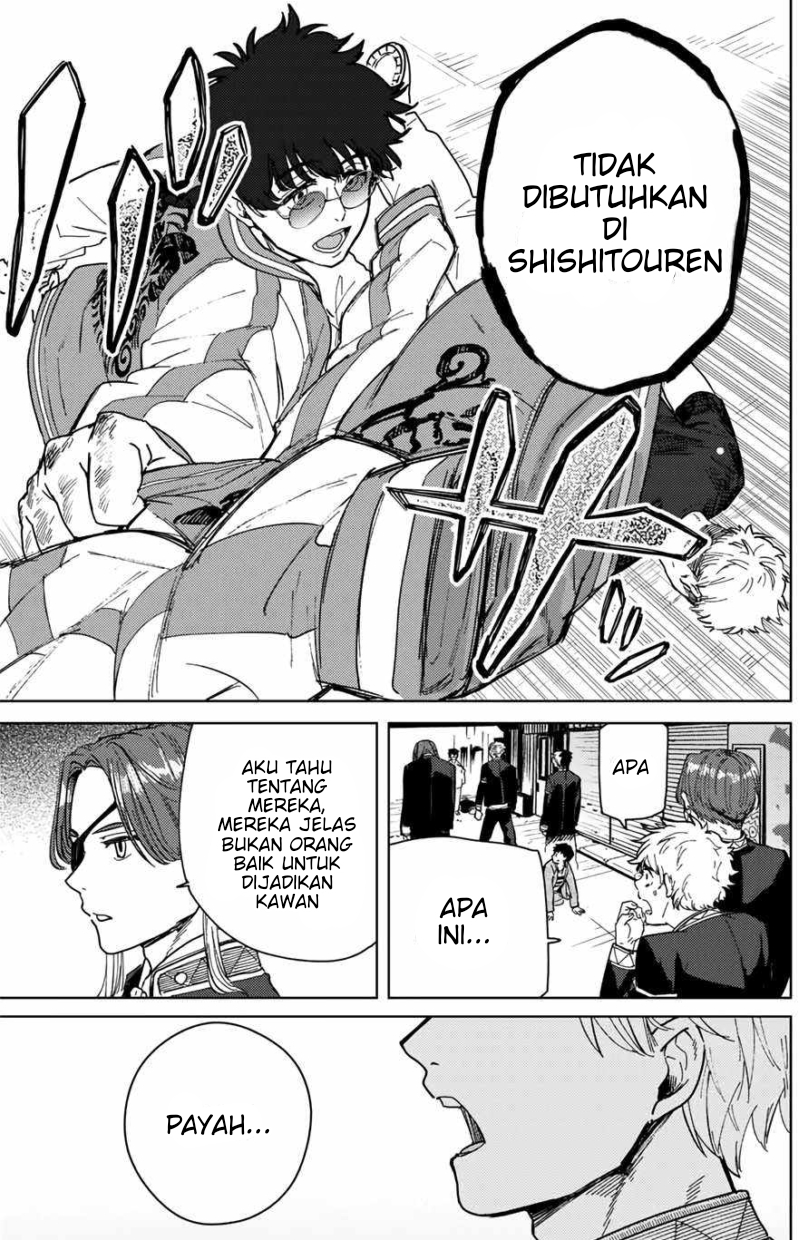 TIDAK
DIBUTUHKAN
DI
SHISHITOUREN
APA
APA
INI...
AKU TAHU
TENTANG
MEREKA,
MEREKA JELAS
BUKAN ORANG
BAIK UNTUK
DIJADIKAN
KAWAN
PAYAH...